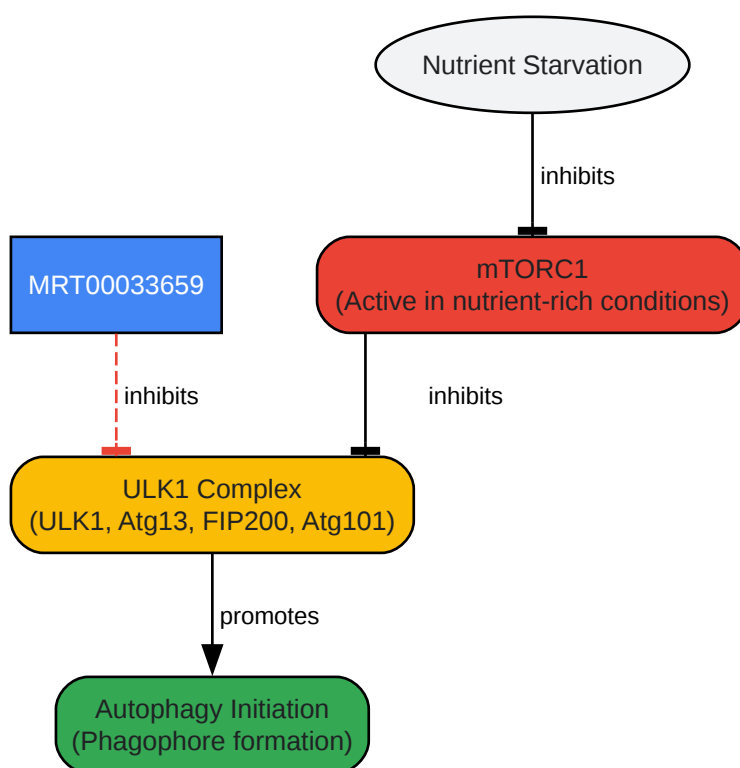 Nutrient Starvation
inhibits
MRT00033659
mTORC1
(Active in nutrient-rich conditions)
inhibits
inhibits
ULK1 Complex
(ULK1, Atg13, FIP200, Atg101)
promotes
Autophagy Initiation
(Phagophore formation)